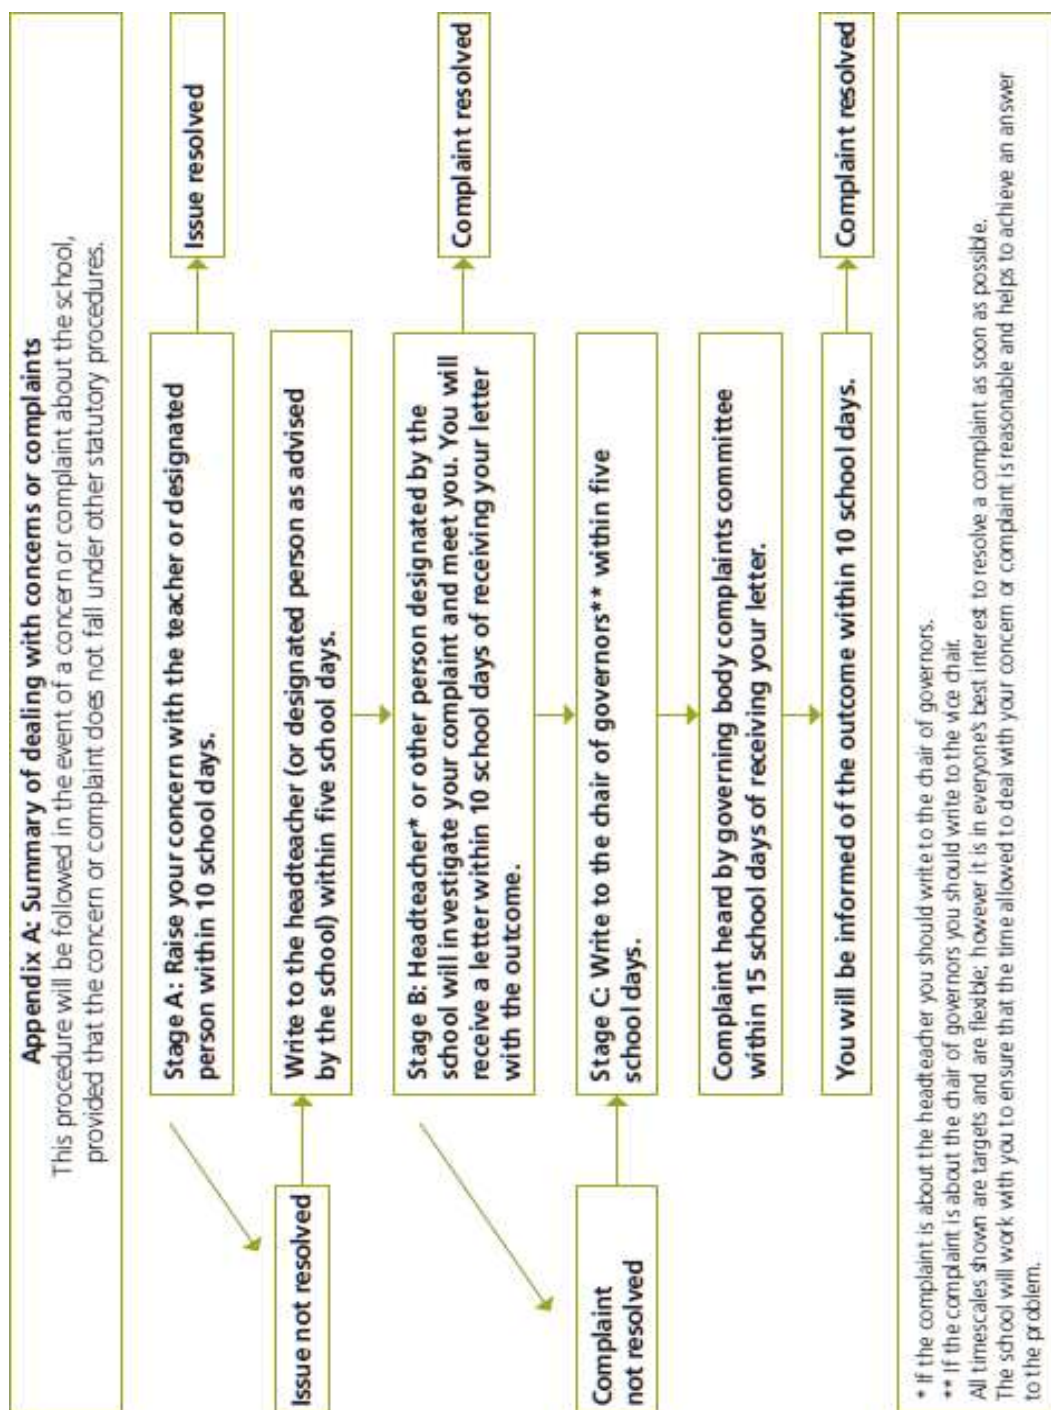 Appendix A: Summary of dealing with concerns or complaints
This procedure will be followed in the event of a concern or complaint about the school,
provided that the concern or complaint does not fall under other statutory procedures.
Stage A: Raise your concern with the teacher or designated
person within 10 school days.
Issue resolved
Issue not resolved
Write to the headteacher (or designated person as advised
by the school) within five school days.
Stage B: Headteacher* or other person designated by the
school will investigate your complaint and meet you. You will
receive a letter within 10 school days of receiving your letter
with the outcome.
Complaint resolved
Complaint
not resolved
Stage C: Write to the chair of governors** within five
school days.
Complaint heard by governing body complaints committee
within 15 school days of receiving your letter.
You will be informed of the outcome within 10 school days.
Complaint resolved
* If the complaint is about the headteacher you should write to the chair of governors.
** If the complaint is about the chair of governors you should write to the vice chair.
All timescales shown are targets and are flexible; however it is in everyone's best interest to resolve a complaint as soon as possible.
The school will work with you to ensure that the time allowed to deal with your concern or complaint is reasonable and helps to achieve an answer
to the problem.